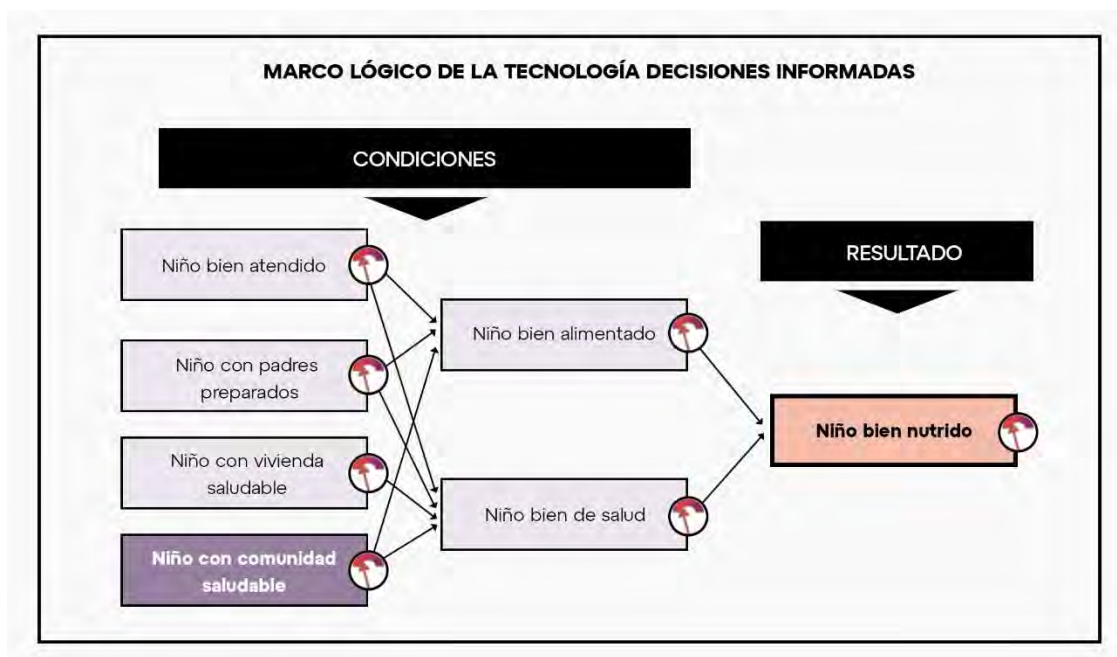 MARCO LÓGICO DE LA TECNOLOGÍA DECISIONES INFORMADAS
CONDICIONES
Niño bien atendido
Niño con padres
preparados
Niño con vivienda
saludable
Niño con comunidad
saludable
Niño bien alimentado
Niño bien de salud
RESULTADO
Niño bien nutrido